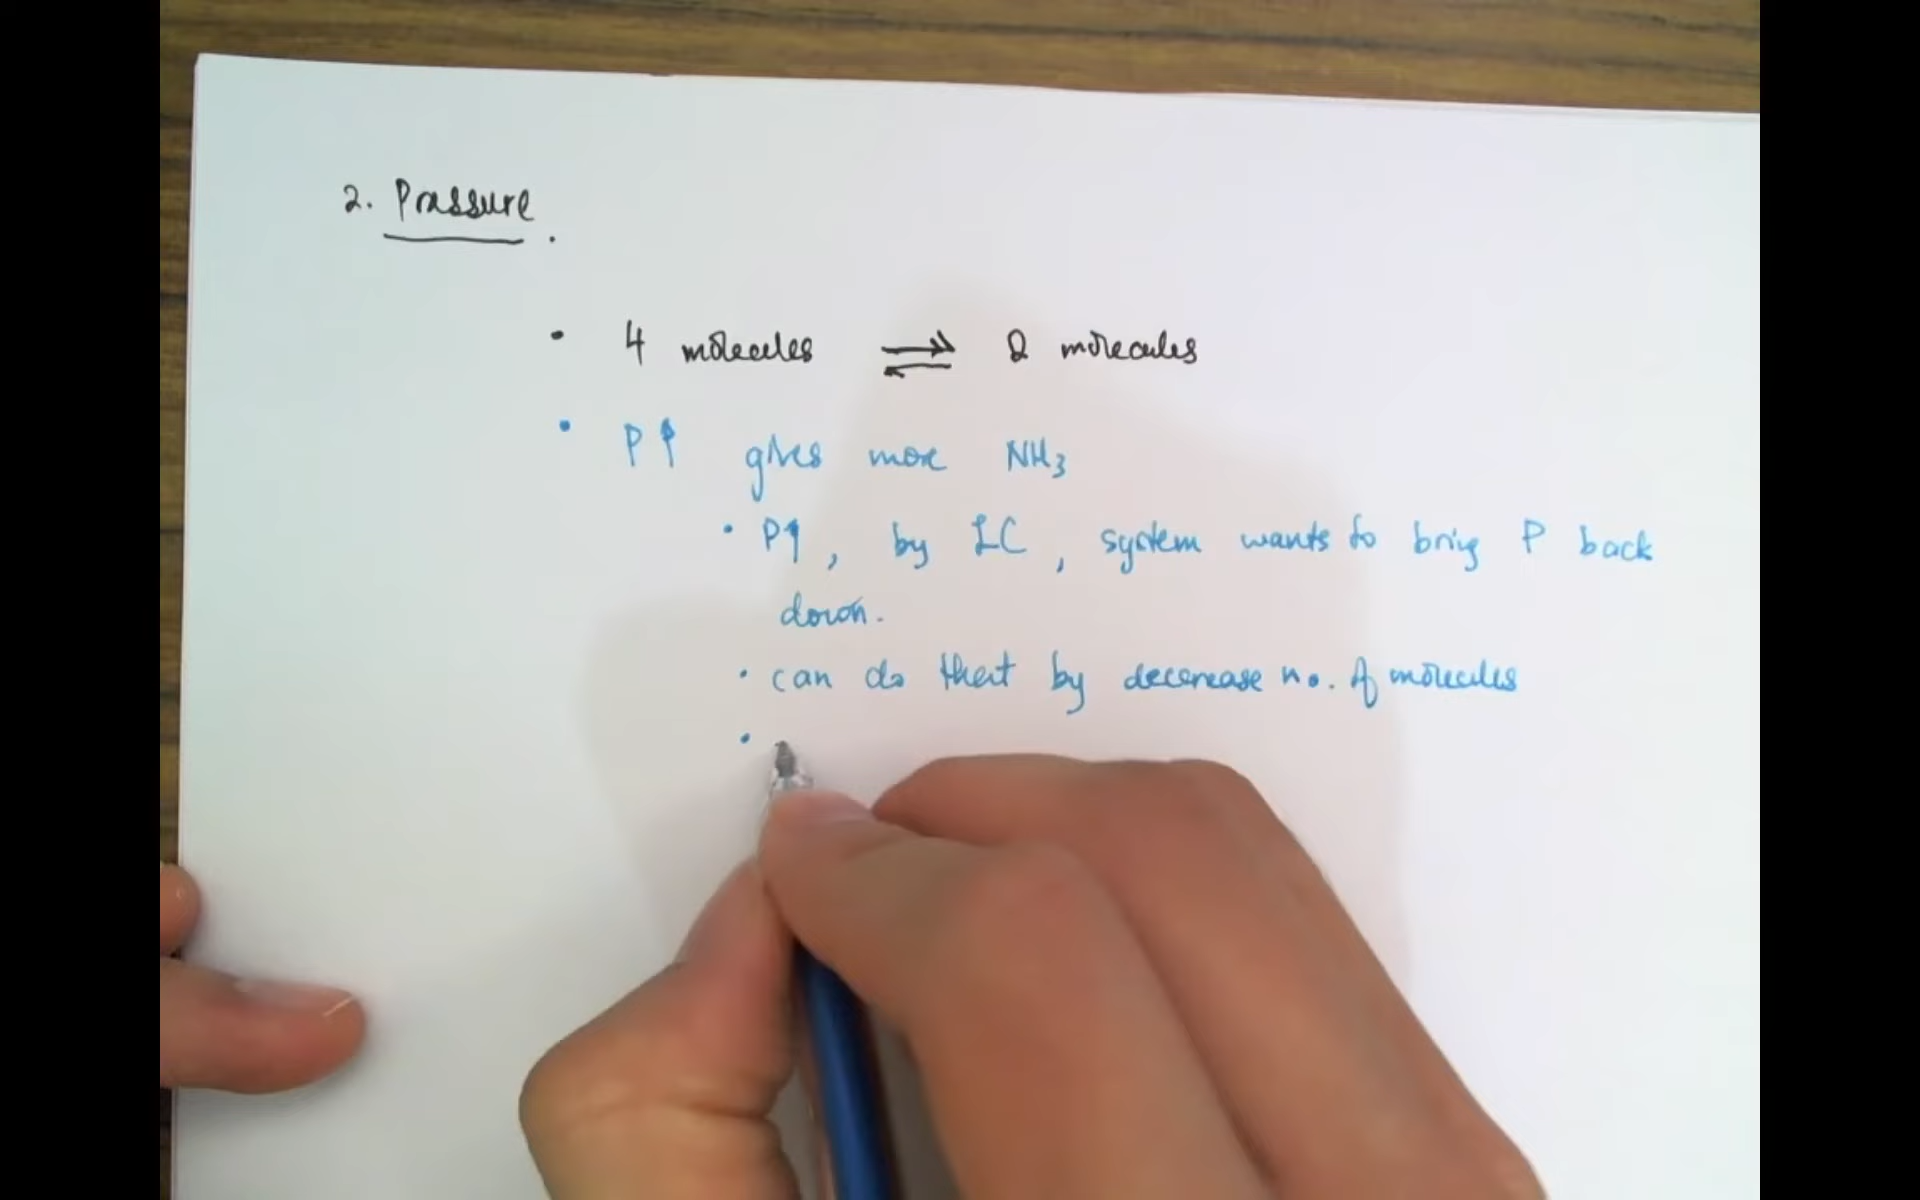 2. Pressure.
• 4 molecules ⇌ 2 molecules
• P↑ gives more NH₃
• P↑, by LC, system wants to bring P back
down.
• can do that by decerease no. of molecules
•